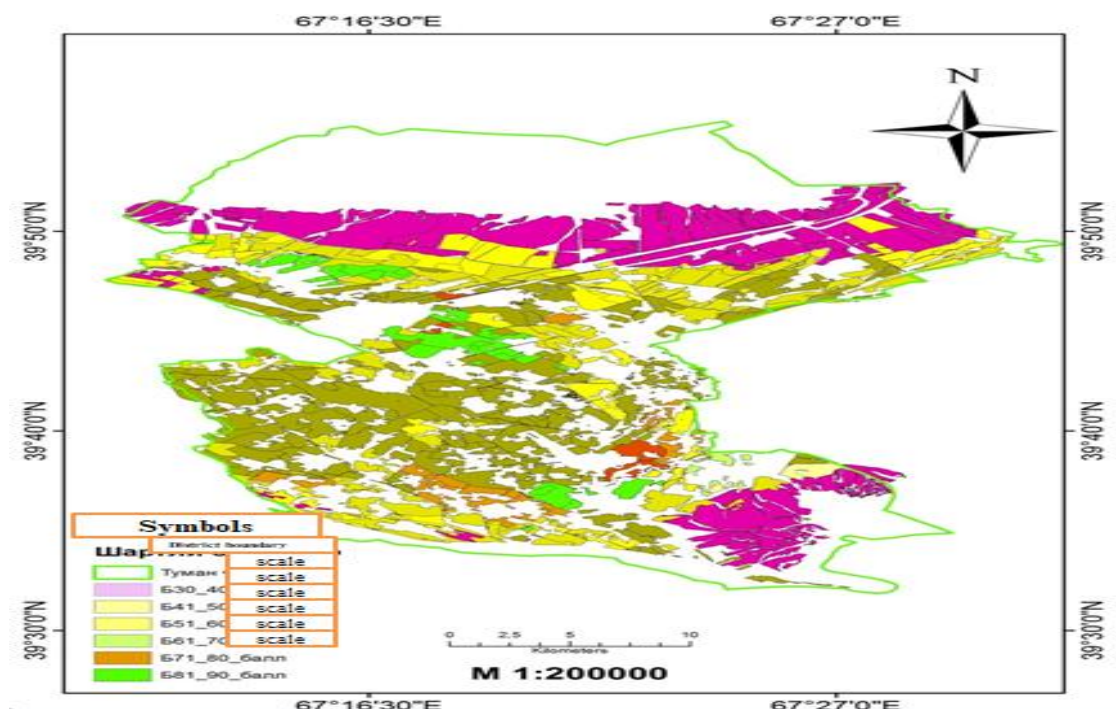 67°16'30"E 67°27'0"E
N
39°50'0"N 39°50'0"N
39°40'0"N 39°40'0"N
39°30'0"N 39°30'0"N
Symbols
District boundary
Туман
scale
Б30_40
scale
Б41_50
scale
Б51_60
scale
Б61_70
scale
Б71_80_балл
scale
Б81_90_балл
0 2.5 5 10
Kilometers
М 1:200000
67°16'30"E 67°27'0"E